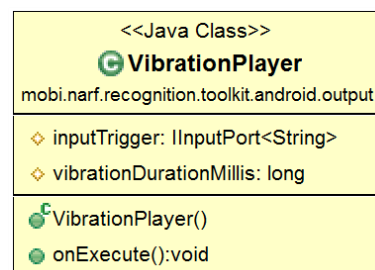 <<Java Class>>
C VibrationPlayer
mobi.narf.recognition.toolkit.android.output
inputTrigger: IInputPort<String>
vibrationDurationMillis: long
C VibrationPlayer()
onExecute():void